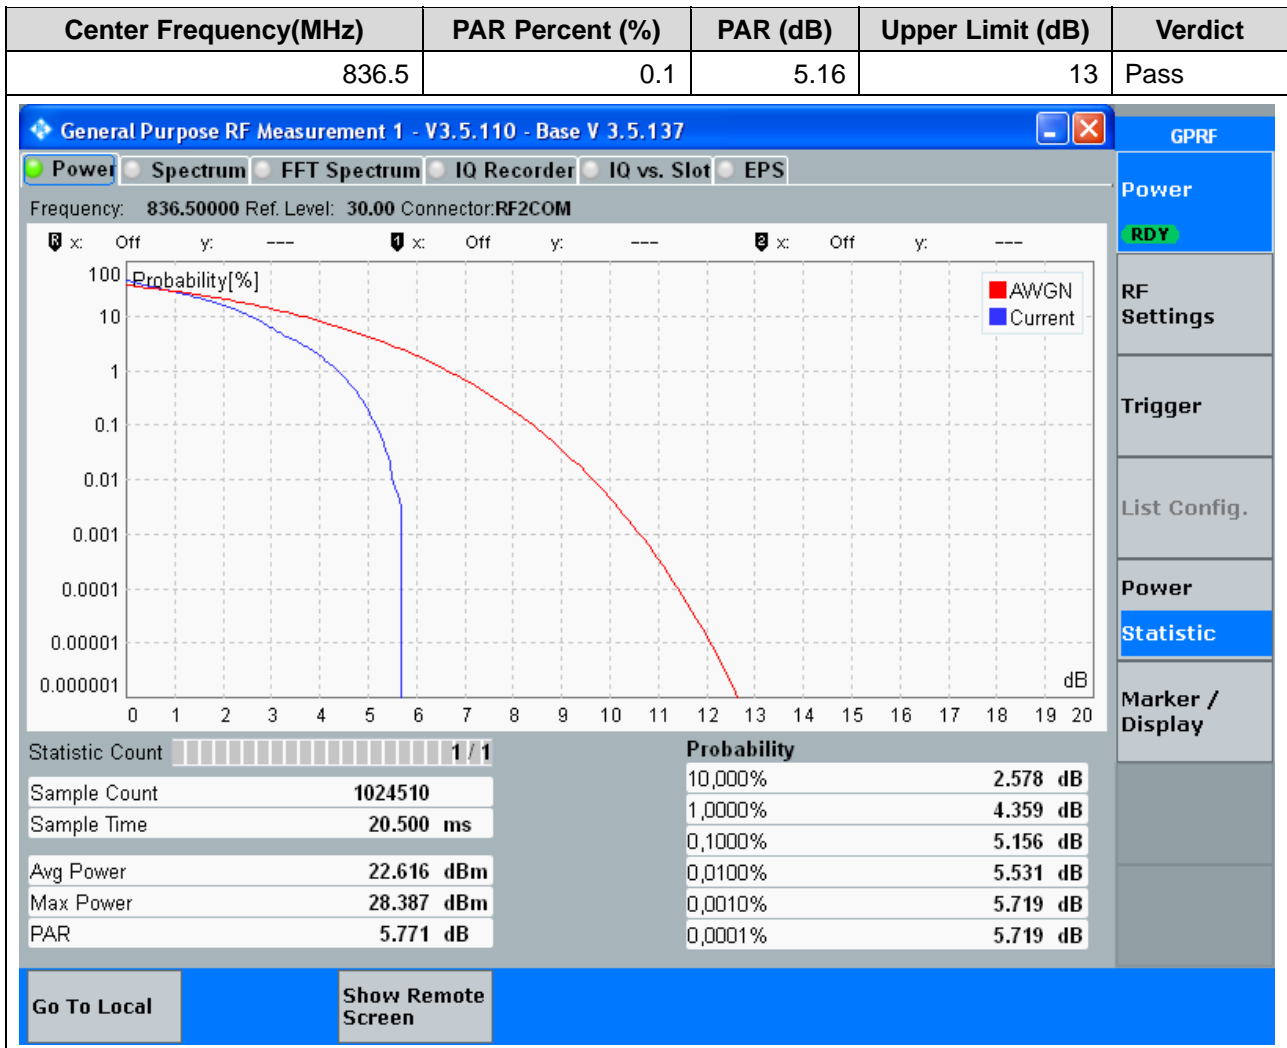 Center Frequency(MHz) PAR Percent (%) PAR (dB) Upper Limit (dB) Verdict
836.5 0.1 5.16 13 Pass
General Purpose RF Measurement 1 - V3.5.110 - Base V 3.5.137
GPRF
Power Spectrum FFT Spectrum IQ Recorder IQ vs. Slot EPS
Frequency: 836.50000 Ref. Level: 30.00 Connector:RF2COM
R x: Off y: --- 1 x: Off y: --- 2 x: Off y: ---
Probability[%]
AWGN
Current
100
10
1
0.1
0.01
0.001
0.0001
0.00001
0.000001
dB
0 1 2 3 4 5 6 7 8 9 10 11 12 13 14 15 16 17 18 19 20
Statistic Count 1 / 1
Sample Count 1024510
Sample Time 20.500 ms
Avg Power 22.616 dBm
Max Power 28.387 dBm
PAR 5.771 dB
Probability
10,000% 2.578 dB
1,0000% 4.359 dB
0,1000% 5.156 dB
0,0100% 5.531 dB
0,0010% 5.719 dB
0,0001% 5.719 dB
Power
RDY
RF
Settings
Trigger
List Config.
Power
Statistic
Marker /
Display
Go To Local
Show Remote
Screen